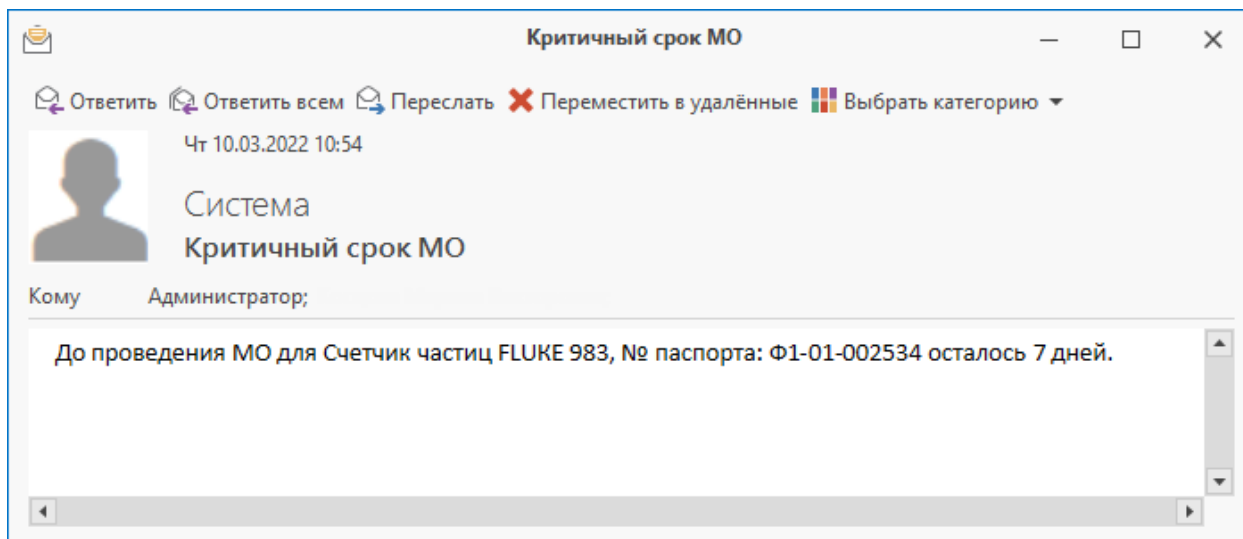 Критичный срок МО
Ответить Ответить всем Переслать Переместить в удалённые Выбрать категорию
Чт 10.03.2022 10:54
Система
Критичный срок МО
Кому Администратор;
До проведения МО для Счетчик частиц FLUKE 983, № паспорта: Ф1-01-002534 осталось 7 дней.